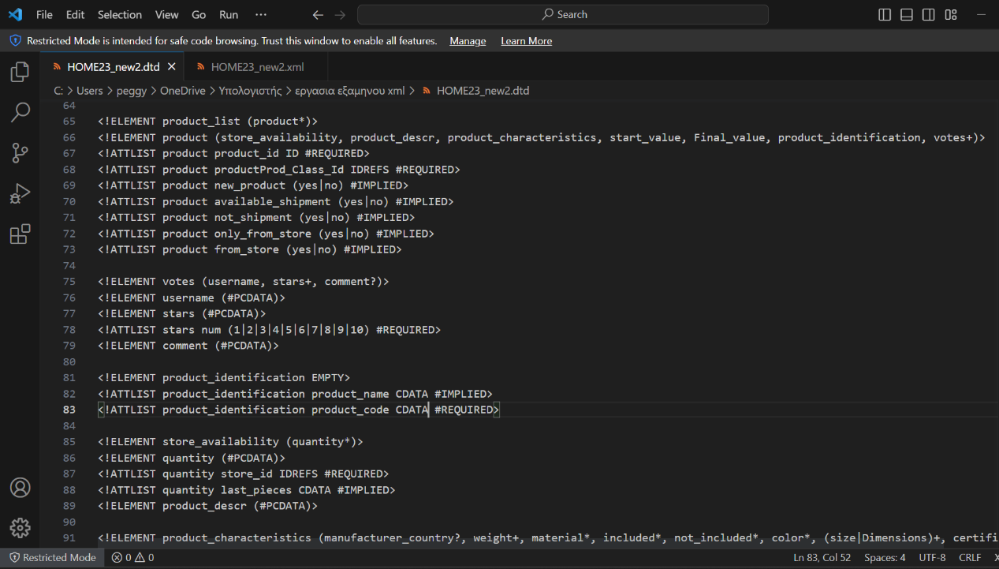 File Edit Selection View Go Run ··· Search
Restricted Mode is intended for safe code browsing. Trust this window to enable all features. Manage Learn More
HOME23_new2.dtd HOME23_new2.xml
C: > Users > peggy > OneDrive > Υπολογιστής > εργασια εξαμηνου xml > HOME23_new2.dtd
64
65 <!ELEMENT product_list (product*)>
66 <!ELEMENT product (store_availability, product_descr, product_characteristics, start_value, Final_value, product_identification, votes+)>
67 <!ATTLIST product product_id ID #REQUIRED>
68 <!ATTLIST product productProd_Class_Id IDREFS #REQUIRED>
69 <!ATTLIST product new_product (yes|no) #IMPLIED>
70 <!ATTLIST product available_shipment (yes|no) #IMPLIED>
71 <!ATTLIST product not_shipment (yes|no) #IMPLIED>
72 <!ATTLIST product only_from_store (yes|no) #IMPLIED>
73 <!ATTLIST product from_store (yes|no) #IMPLIED>
74
75 <!ELEMENT votes (username, stars+, comment?)>
76 <!ELEMENT username (#PCDATA)>
77 <!ELEMENT stars (#PCDATA)>
78 <!ATTLIST stars num (1|2|3|4|5|6|7|8|9|10) #REQUIRED>
79 <!ELEMENT comment (#PCDATA)>
80
81 <!ELEMENT product_identification EMPTY>
82 <!ATTLIST product_identification product_name CDATA #IMPLIED>
83 <!ATTLIST product_identification product_code CDATA #REQUIRED>
84
85 <!ELEMENT store_availability (quantity*)>
86 <!ELEMENT quantity (#PCDATA)>
87 <!ATTLIST quantity store_id IDREFS #REQUIRED>
88 <!ATTLIST quantity last_pieces CDATA #IMPLIED>
89 <!ELEMENT product_descr (#PCDATA)>
90
91 <!ELEMENT product_characteristics (manufacturer_country?, weight+, material*, included*, not_included*, color*, (size|Dimensions)+, certifi
Restricted Mode 0 0 Ln 83, Col 52 Spaces: 4 UTF-8 CRLF X